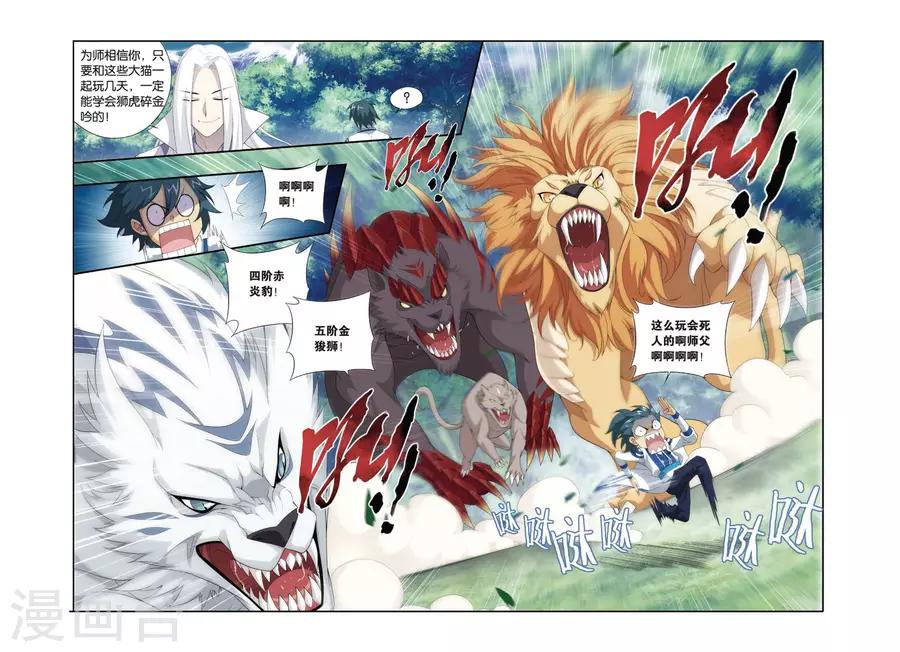 为师相信你,只
要和这些大猫一
起玩几天,一定
能学会狮虎碎金
吟的!
?
啊啊啊
啊!
四阶赤
炎豹!
五阶金
狻狮!
吼!!
吼!!
吼!!
这么玩会死
人的啊师父
啊啊啊啊!
哒哒哒哒哒哒
漫画台